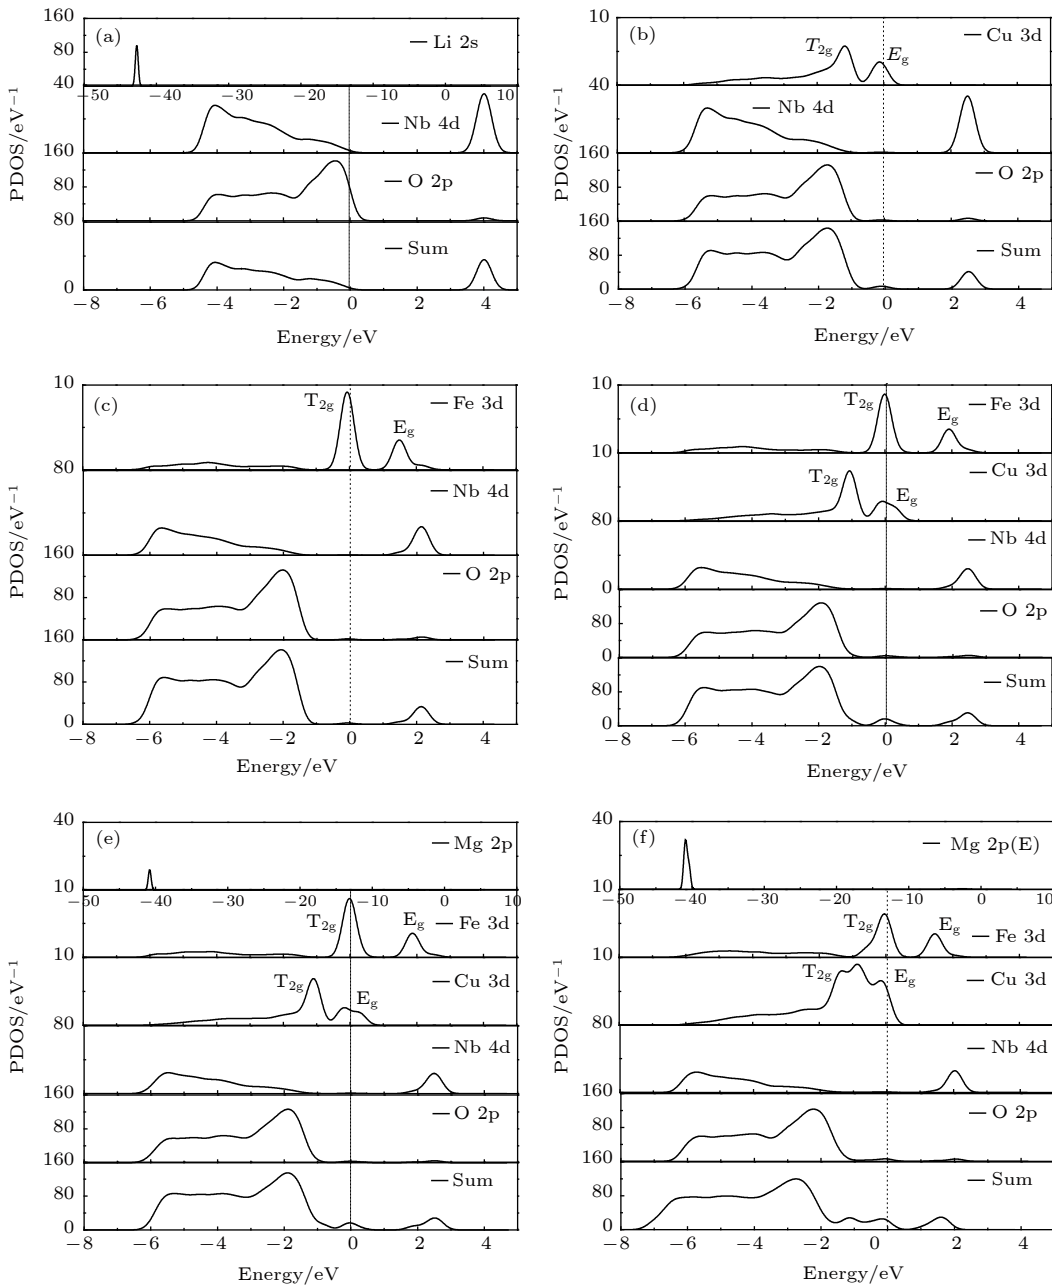 (a)
PDOS/eV−1
160
80
40
Li 2s
−50 −40 −30 −20 −10 0 10
Nb 4d
160
80
O 2p
80
Sum
0
−8 −6 −4 −2 0 2 4
Energy/eV
(b)
PDOS/eV−1
10
Cu 3d
T2g
Eg
40
Nb 4d
160
80
O 2p
160
80
Sum
0
−8 −6 −4 −2 0 2 4
Energy/eV
(c)
PDOS/eV−1
10
T2g
Eg
Fe 3d
80
Nb 4d
160
80
O 2p
160
80
Sum
0
−8 −6 −4 −2 0 2 4
Energy/eV
(d)
PDOS/eV−1
10
T2g
Eg
Fe 3d
10
T2g
Eg
Cu 3d
80
Nb 4d
0
80
O 2p
0
80
Sum
0
−8 −6 −4 −2 0 2 4
Energy/eV
(e)
PDOS/eV−1
40
Mg 2p
10
−50 −40 −30 −20 −10 0 10
T2g
Eg
Fe 3d
10
T2g
Eg
Cu 3d
80
Nb 4d
160
80
O 2p
160
80
Sum
0
−8 −6 −4 −2 0 2 4
Energy/eV
(f)
PDOS/eV−1
40
Mg 2p(E)
10
−50 −40 −30 −20 −10 0 10
T2g
Eg
Fe 3d
10
T2g
Eg
Cu 3d
80
Nb 4d
160
80
O 2p
160
80
Sum
0
−8 −6 −4 −2 0 2 4
Energy/eV